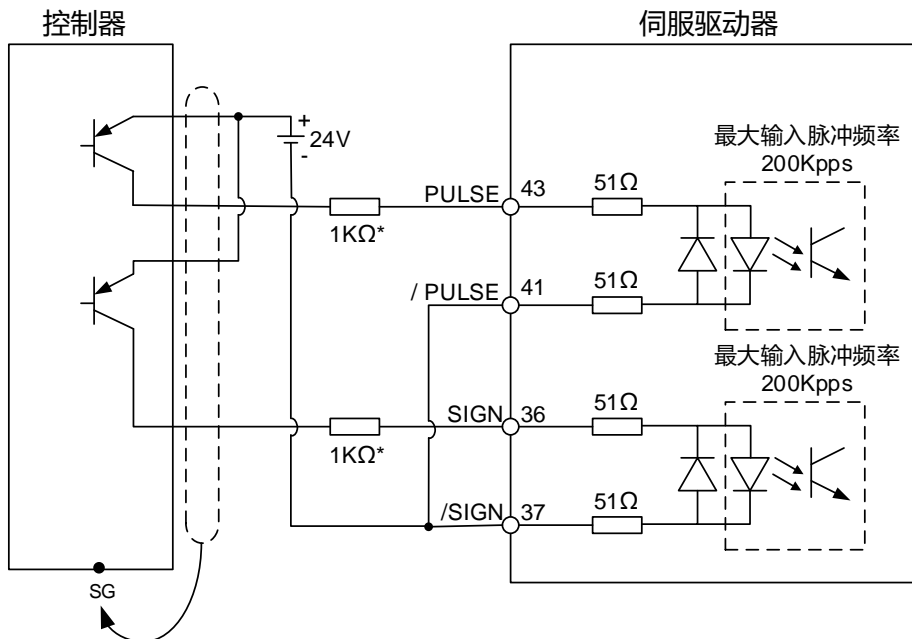 控制器
伺服驱动器
+
24V
-
最大输入脉冲频率
200Kpps
PULSE
43
51Ω
1KΩ*
/ PULSE
41
51Ω
最大输入脉冲频率
200Kpps
SIGN
36
51Ω
1KΩ*
/SIGN
37
51Ω
SG